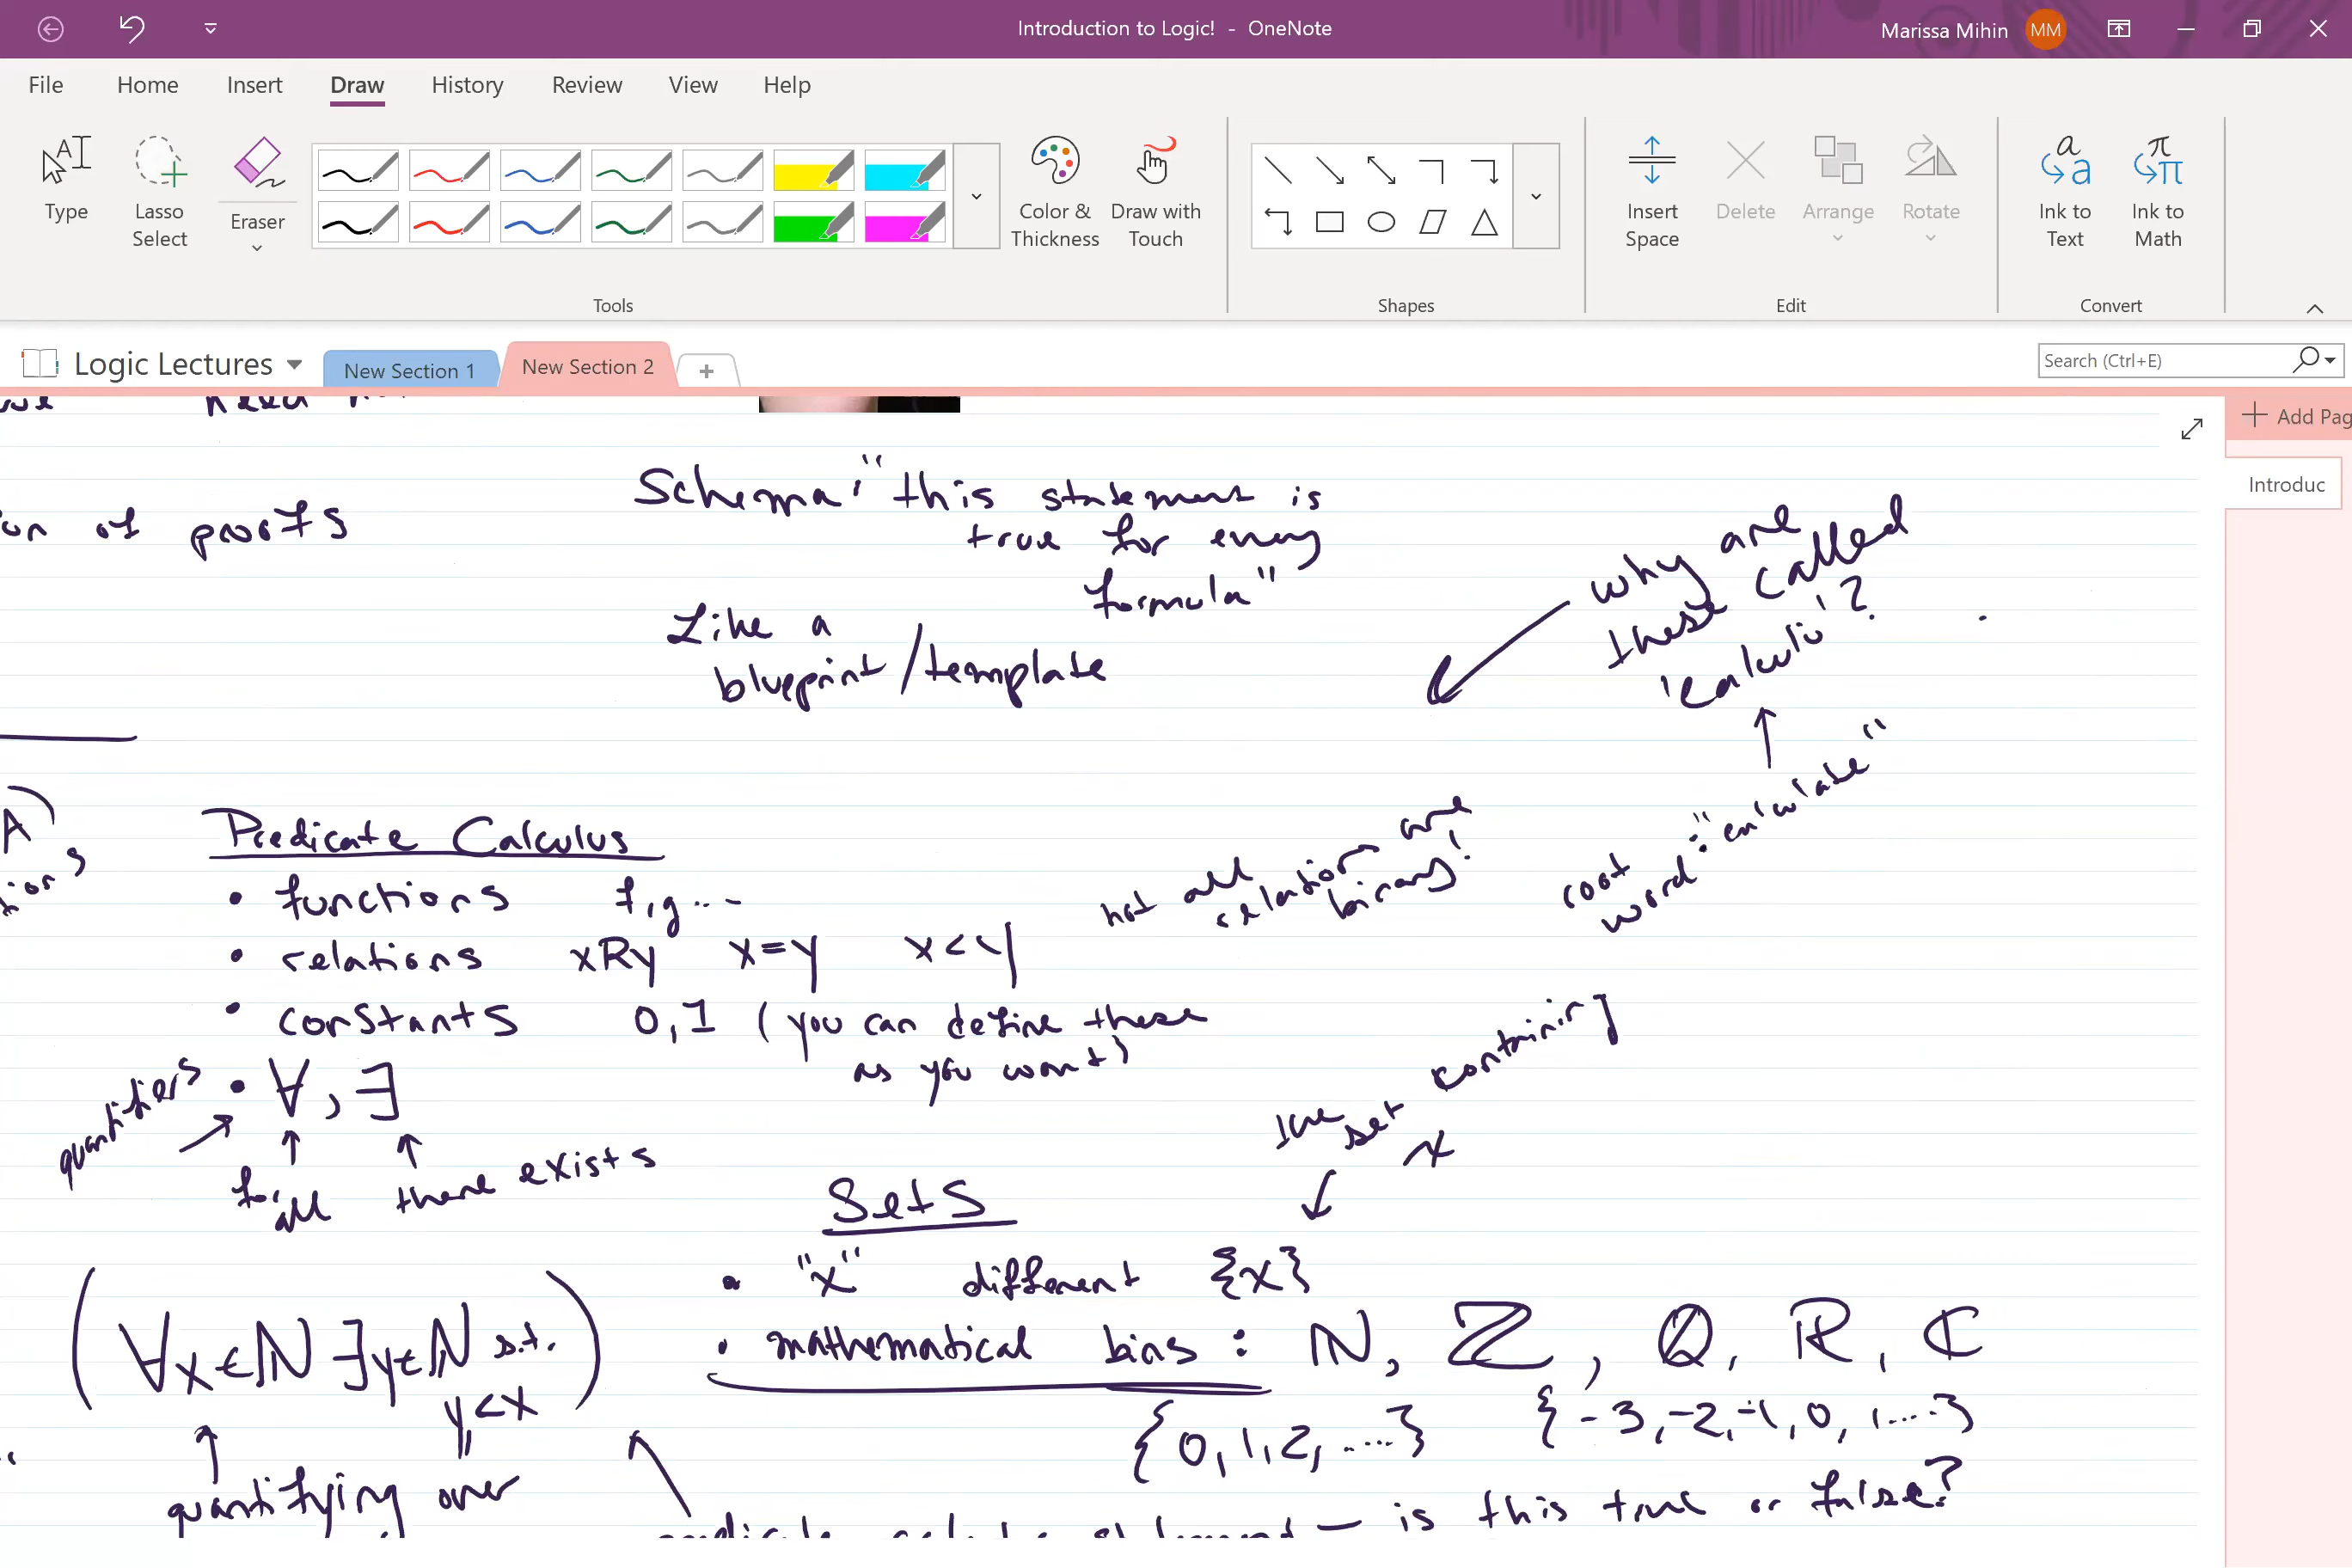 Introduction to Logic! - OneNote
Marissa Mihin
MM
File Home Insert Draw History Review View Help
Type
Lasso Select
Eraser
Color & Thickness
Draw with Touch
Insert Space
Delete
Arrange
Rotate
a
a
Ink to Text
π
π
Ink to Math
Tools
Shapes
Edit
Convert
Logic Lectures
New Section 1
New Section 2
+
Search (Ctrl+E)
Add Pag
Introduc
need
of proofs
Schema: "this statement is
true for every
formula"
Like a
blueprint/template
why are
these called
'calculi'?
root
word: "calculate"
A)
Predicate Calculus
• functions f, g...
• relations xRy x=y x<y
not all
relations are
binary!
• constants 0, 1 (you can define these
as you want)
quantifiers • ∀, ∃
for
all
there exists
the set containing
x
Sets
• "x" different {x}
• mathematical bias: ℕ, ℤ, ℚ, ℝ, ℂ
{0, 1, 2, ....} {-3, -2, -1, 0, 1....}
(∀x∈ℕ ∃y∈ℕ s.t.
y<x)
quantifying over
statement — is this true or false?